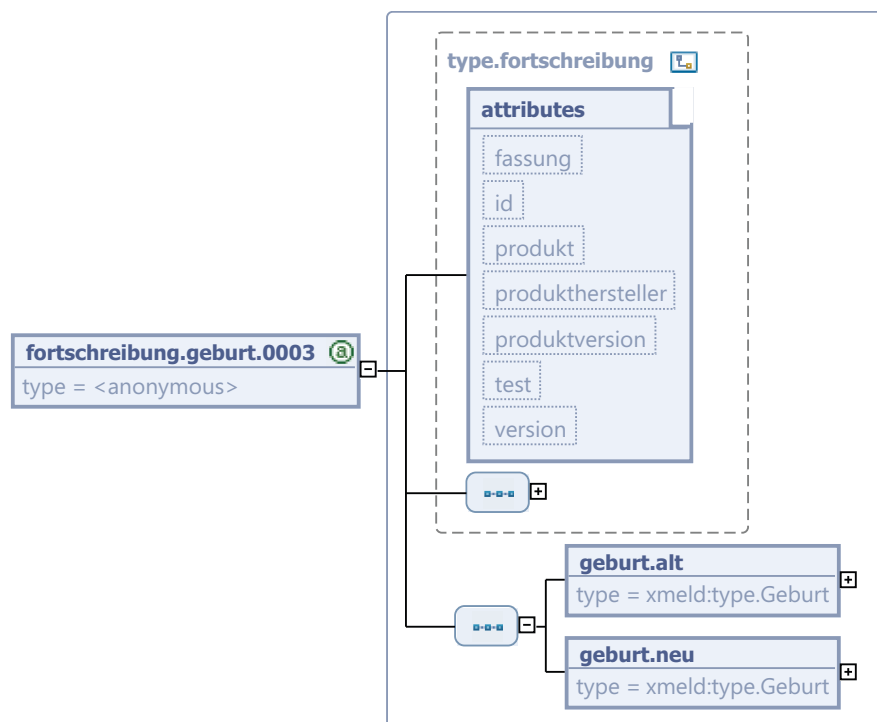 type.fortschreibung
attributes
fassung
id
produkt
produkthersteller
produktversion
test
version
fortschreibung.geburt.0003 a
type = <anonymous>
geburt.alt
type = xmeld:type.Geburt
geburt.neu
type = xmeld:type.Geburt